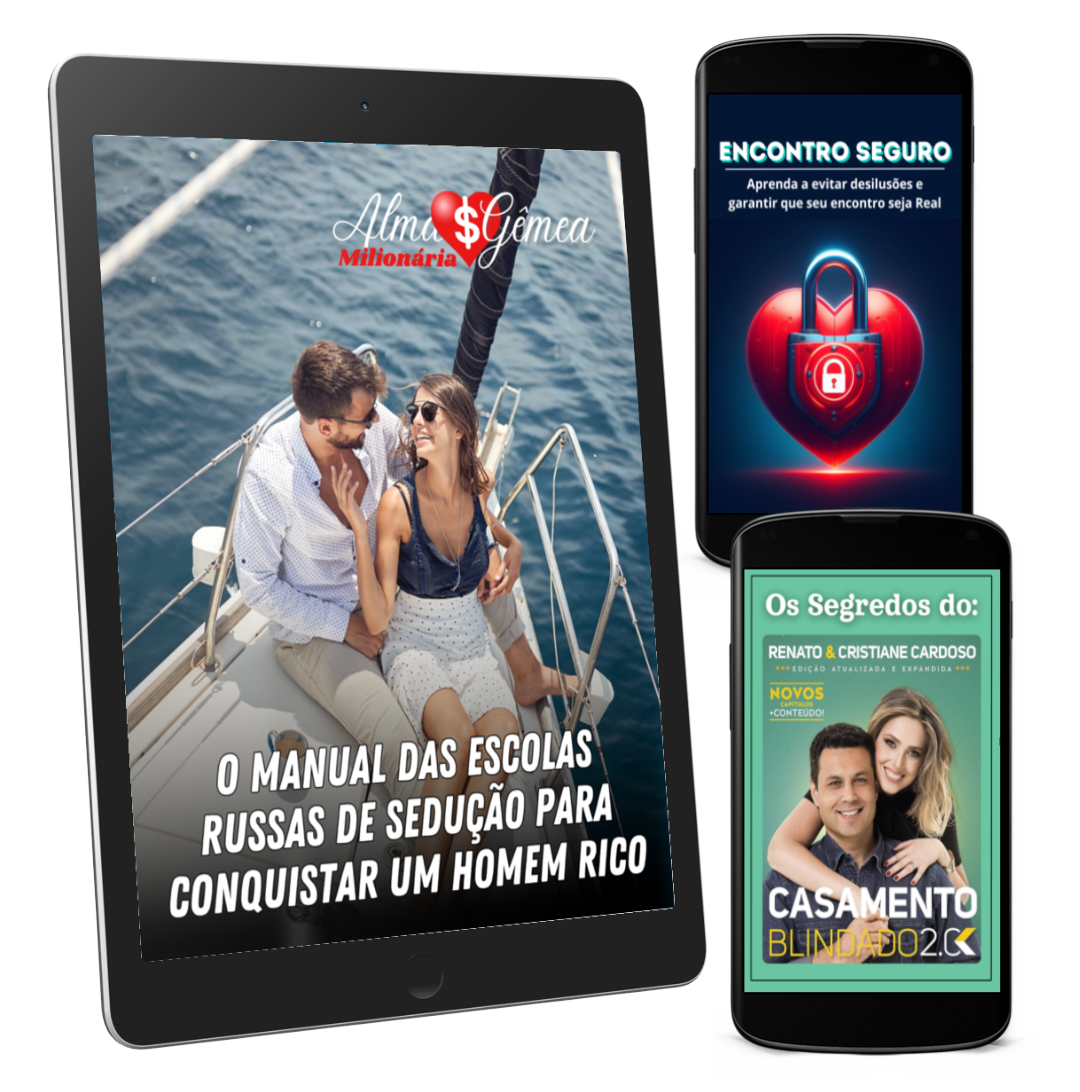 Alma $ Gêmea
Milionária
O MANUAL DAS ESCOLAS
RUSSAS DE SEDUÇÃO PARA
CONQUISTAR UM HOMEM RICO
ENCONTRO SEGURO
Aprenda a evitar desilusões e
garantir que seu encontro seja Real
Os Segredos do:
RENATO & CRISTIANE CARDOSO
+++EDIÇÃO ATUALIZADA E EXPANDIDA+++
NOVOS
CAPÍTULOS
+CONTEÚDO!
CASAMENTO
BLINDADO 2.0